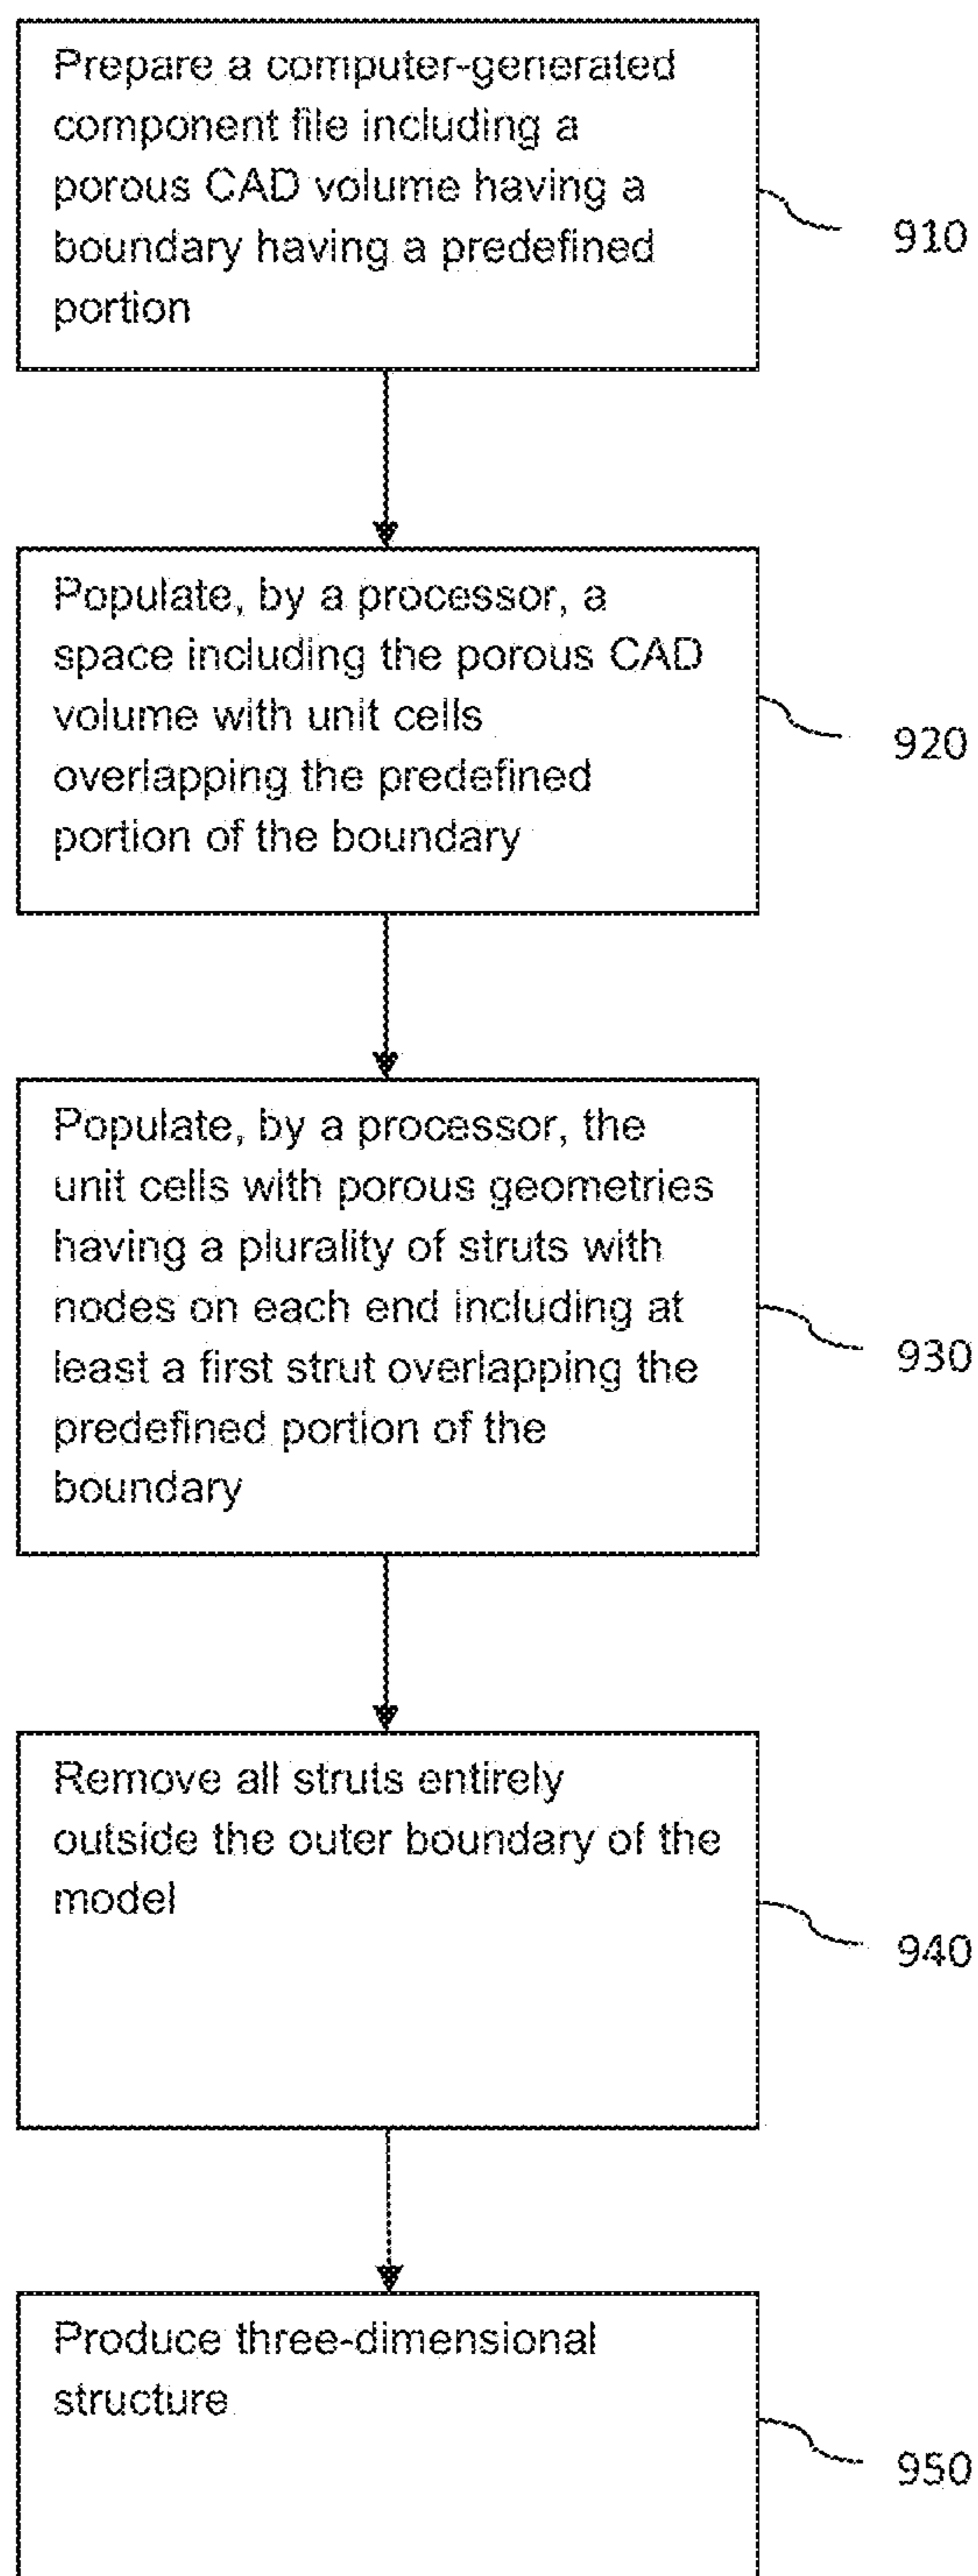 Prepare a computer-generated
component file including a
porous CAD volume having a
boundary having a predefined
portion
910
Populate, by a processor, a
space including the porous CAD
volume with unit cells
overlapping the predefined
portion of the boundary
920
Populate, by a processor, the
unit cells with porous geometries
having a plurality of struts with
nodes on each end including at
least a first strut overlapping the
predefined portion of the
boundary
930
Remove all struts entirely
outside the outer boundary of the
model
940
Produce three-dimensional
structure
950